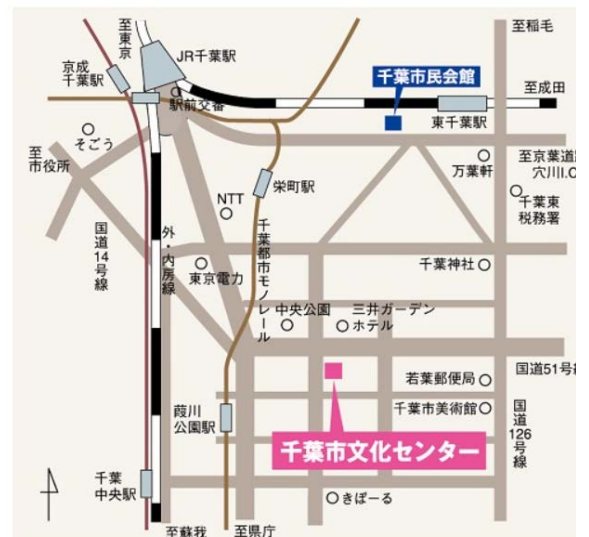 至稲毛
至東京
JR千葉駅
京成
千葉駅
千葉市民会館
至成田
駅前交番
東千葉駅
そごう
至
市役所
万葉軒
至京葉道路
穴川I.C
栄町駅
NTT
千葉東
税務署
国道14号線
外・内房線
千葉都市モノレール
千葉神社
東京電力
中央公園
三井ガーデン
ホテル
国道51号線
若葉郵便局
葭川
公園駅
千葉市美術館
国道126号線
千葉市文化センター
千葉
中央駅
きぼーる
至蘇我
至県庁